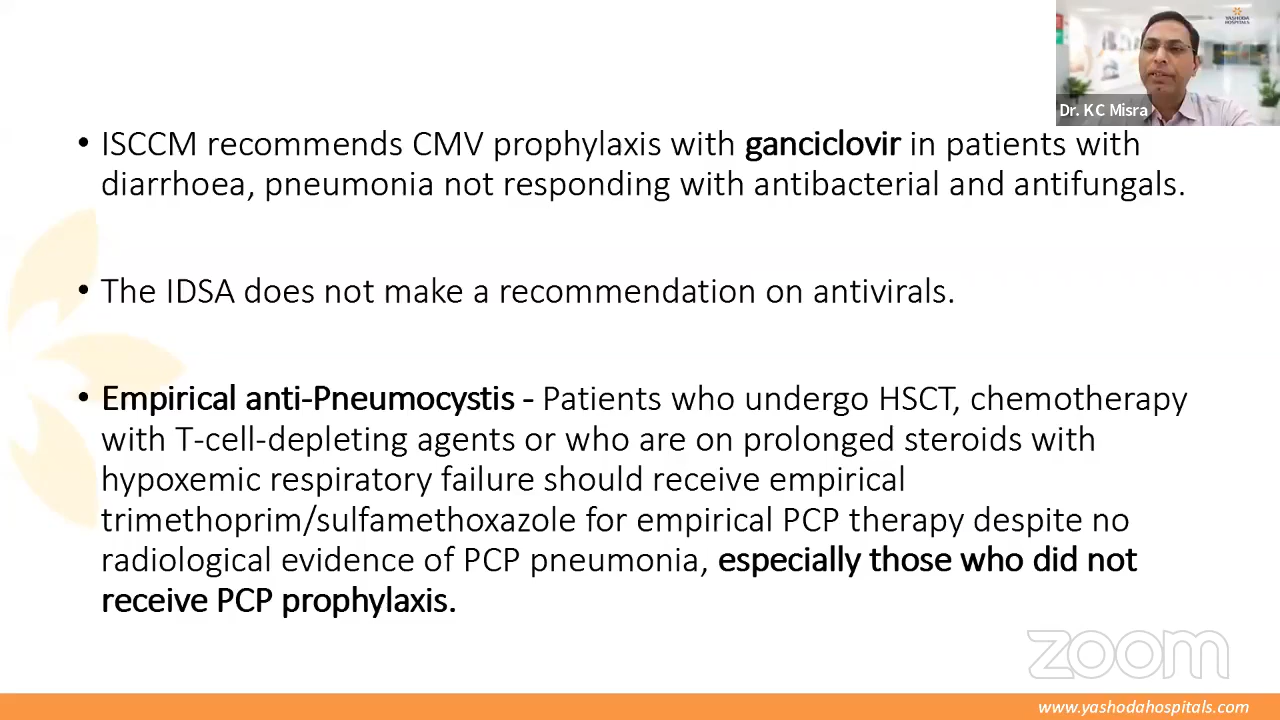 YASHODA
HOSPITALS
Dr. KC Misra
• ISCCM recommends CMV prophylaxis with ganciclovir in patients with
diarrhoea, pneumonia not responding with antibacterial and antifungals.
• The IDSA does not make a recommendation on antivirals.
• Empirical anti-Pneumocystis - Patients who undergo HSCT, chemotherapy
with T-cell-depleting agents or who are on prolonged steroids with
hypoxemic respiratory failure should receive empirical
trimethoprim/sulfamethoxazole for empirical PCP therapy despite no
radiological evidence of PCP pneumonia, especially those who did not
receive PCP prophylaxis.
zoom
www.yashodahospitals.com